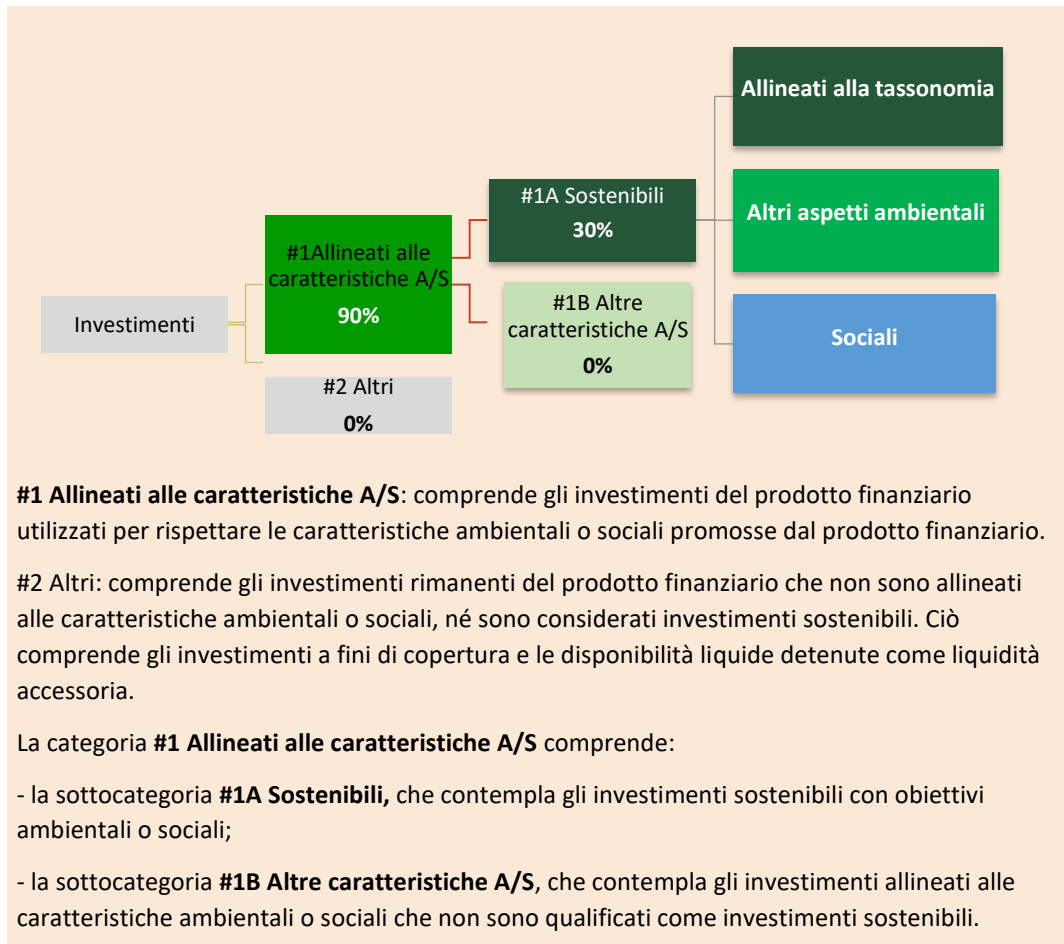 Allineati alla tassonomia
#1A Sostenibili
30%
Altri aspetti ambientali
#1Allineati alle
caratteristiche A/S
90%
#1B Altre
caratteristiche A/S
0%
Investimenti
Sociali
#2 Altri
0%
#1 Allineati alle caratteristiche A/S: comprende gli investimenti del prodotto finanziario
utilizzati per rispettare le caratteristiche ambientali o sociali promosse dal prodotto finanziario.
#2 Altri: comprende gli investimenti rimanenti del prodotto finanziario che non sono allineati
alle caratteristiche ambientali o sociali, né sono considerati investimenti sostenibili. Ciò
comprende gli investimenti a fini di copertura e le disponibilità liquide detenute come liquidità
accessoria.
La categoria #1 Allineati alle caratteristiche A/S comprende:
- la sottocategoria #1A Sostenibili, che contempla gli investimenti sostenibili con obiettivi
ambientali o sociali;
- la sottocategoria #1B Altre caratteristiche A/S, che contempla gli investimenti allineati alle
caratteristiche ambientali o sociali che non sono qualificati come investimenti sostenibili.